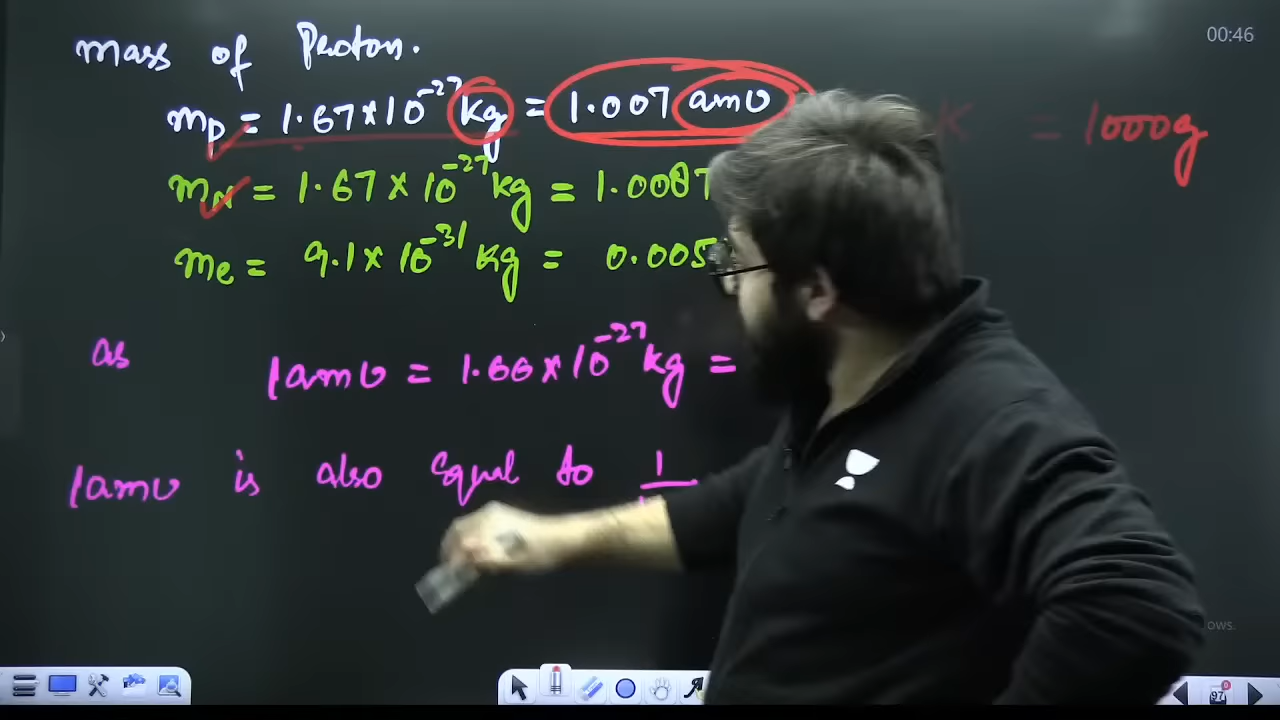 00:46
mass of Proton.
mp = 1.67×10⁻²⁷ kg = 1.007 amu
= 1000g
mN = 1.67 × 10⁻²⁷ kg = 1.0087
me = 9.1× 10⁻³¹ kg = 0.005
as 1amu = 1.66×10⁻²⁷ kg =
1amu is also equal to 1
97